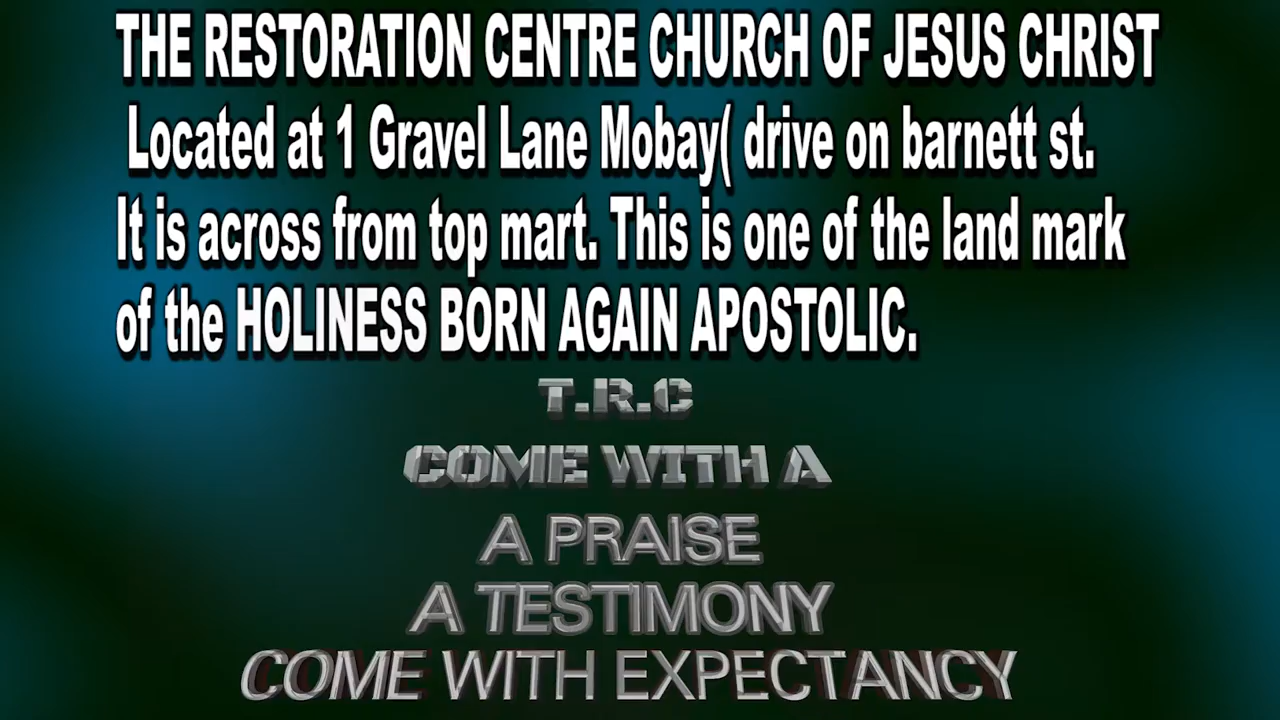 THE RESTORATION CENTRE CHURCH OF JESUS CHRIST
Located at 1 Gravel Lane Mobay( drive on barnett st.
It is across from top mart. This is one of the land mark
of the HOLINESS BORN AGAIN APOSTOLIC.
T.R.C
COME WITH A
A PRAISE
A TESTIMONY
COME WITH EXPECTANCY